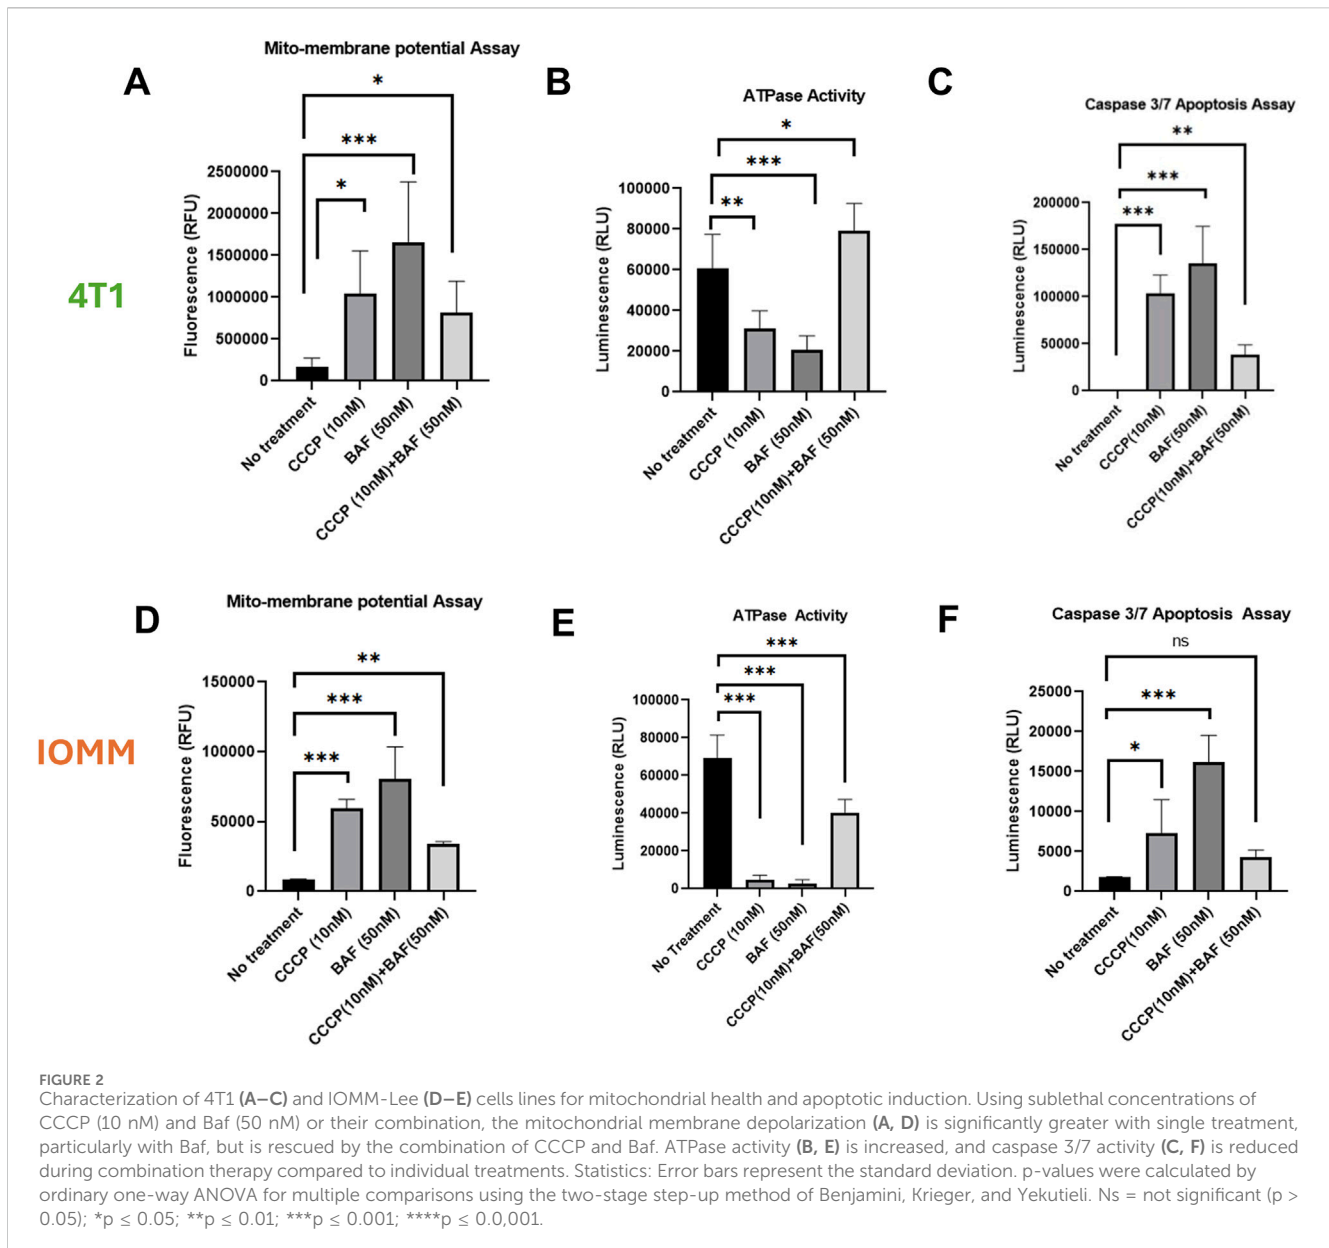 Mito-membrane potential Assay
A
*
***
*
Fluorescence (RFU)
2500000
2000000
1500000
1000000
500000
0
No treatment
CCCP (10nM)
BAF (50nM)
CCCP (10nM)+BAF (50nM)
B
ATPase Activity
*
***
**
Luminescence (RLU)
100000
80000
60000
40000
20000
0
No treatment
CCCP (10nM)
BAF (50nM)
CCCP(10nM)+BAF (50nM)
C
Caspase 3/7 Apoptosis Assay
**
***
***
Luminescence (RLU)
200000
150000
100000
50000
0
No treatment
CCCP(10nM)
BAF(50nM)
CCCP(10nM)+BAF(50nM)
4T1
Mito-membrane potential Assay
D
**
***
***
Fluorescence (RFU)
150000
100000
50000
0
No treatment
CCCP (10nM)
BAF (50nM)
CCCP(10nM)+BAF(50nM)
E
ATPase Activity
***
***
***
Luminescence (RLU)
100000
80000
60000
40000
20000
0
No Treatment
CCCP (10nM)
BAF (50nM)
CCCP(10nM)+BAF(50nM)
F
Caspase 3/7 Apoptosis Assay
ns
***
*
Luminescence (RLU)
25000
20000
15000
10000
5000
0
No treatment
CCCP(10nM)
BAF (50nM)
CCCP(10nM)+BAF (50nM)
IOMM
FIGURE 2
Characterization of 4T1 (A–C) and IOMM-Lee (D–E) cells lines for mitochondrial health and apoptotic induction. Using sublethal concentrations of
CCCP (10 nM) and Baf (50 nM) or their combination, the mitochondrial membrane depolarization (A, D) is significantly greater with single treatment,
particularly with Baf, but is rescued by the combination of CCCP and Baf. ATPase activity (B, E) is increased, and caspase 3/7 activity (C, F) is reduced
during combination therapy compared to individual treatments. Statistics: Error bars represent the standard deviation. p-values were calculated by
ordinary one-way ANOVA for multiple comparisons using the two-stage step-up method of Benjamini, Krieger, and Yekutieli. Ns = not significant (p >
0.05); *p ≤ 0.05; **p ≤ 0.01; ***p ≤ 0.001; ****p ≤ 0.0,001.